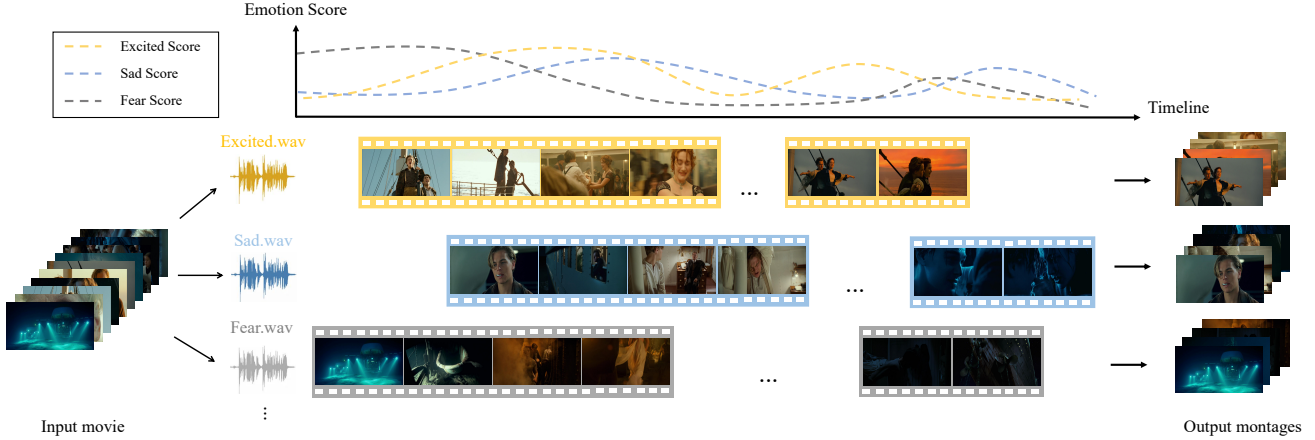 Emotion Score
Excited Score
Sad Score
Fear Score
Timeline
Excited.wav
...
Sad.wav
...
Fear.wav
...
⋮
Input movie
Output montages